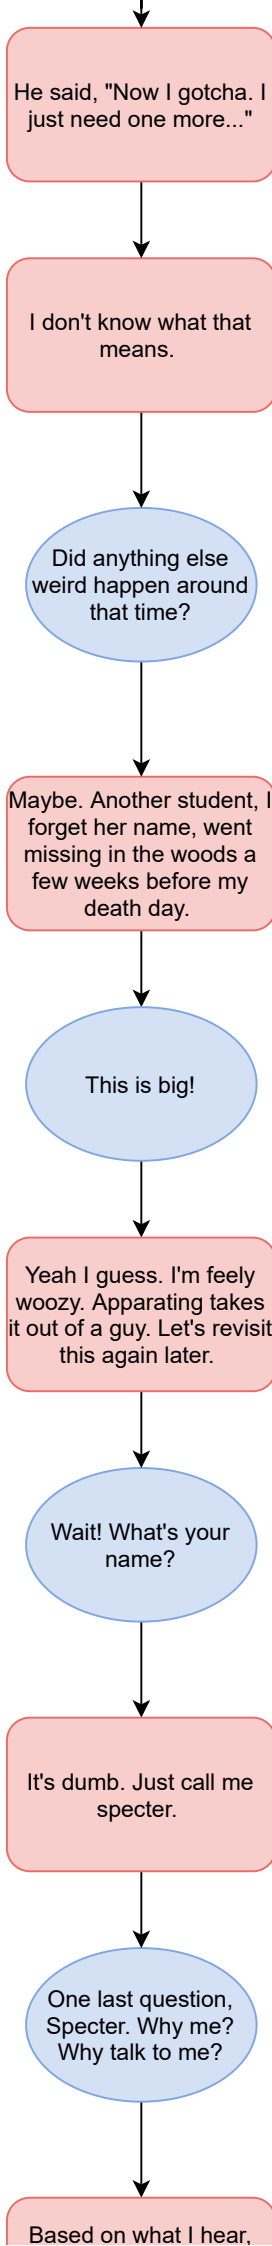 He said, "Now I gotcha. I
just need one more..."
I don't know what that
means.
Did anything else
weird happen around
that time?
Maybe. Another student, I
forget her name, went
missing in the woods a
few weeks before my
death day.
This is big!
Yeah I guess. I'm feely
woozy. Apparating takes
it out of a guy. Let's revisit
this again later.
Wait! What's your
name?
It's dumb. Just call me
specter.
One last question,
Specter. Why me?
Why talk to me?
Based on what I hear,